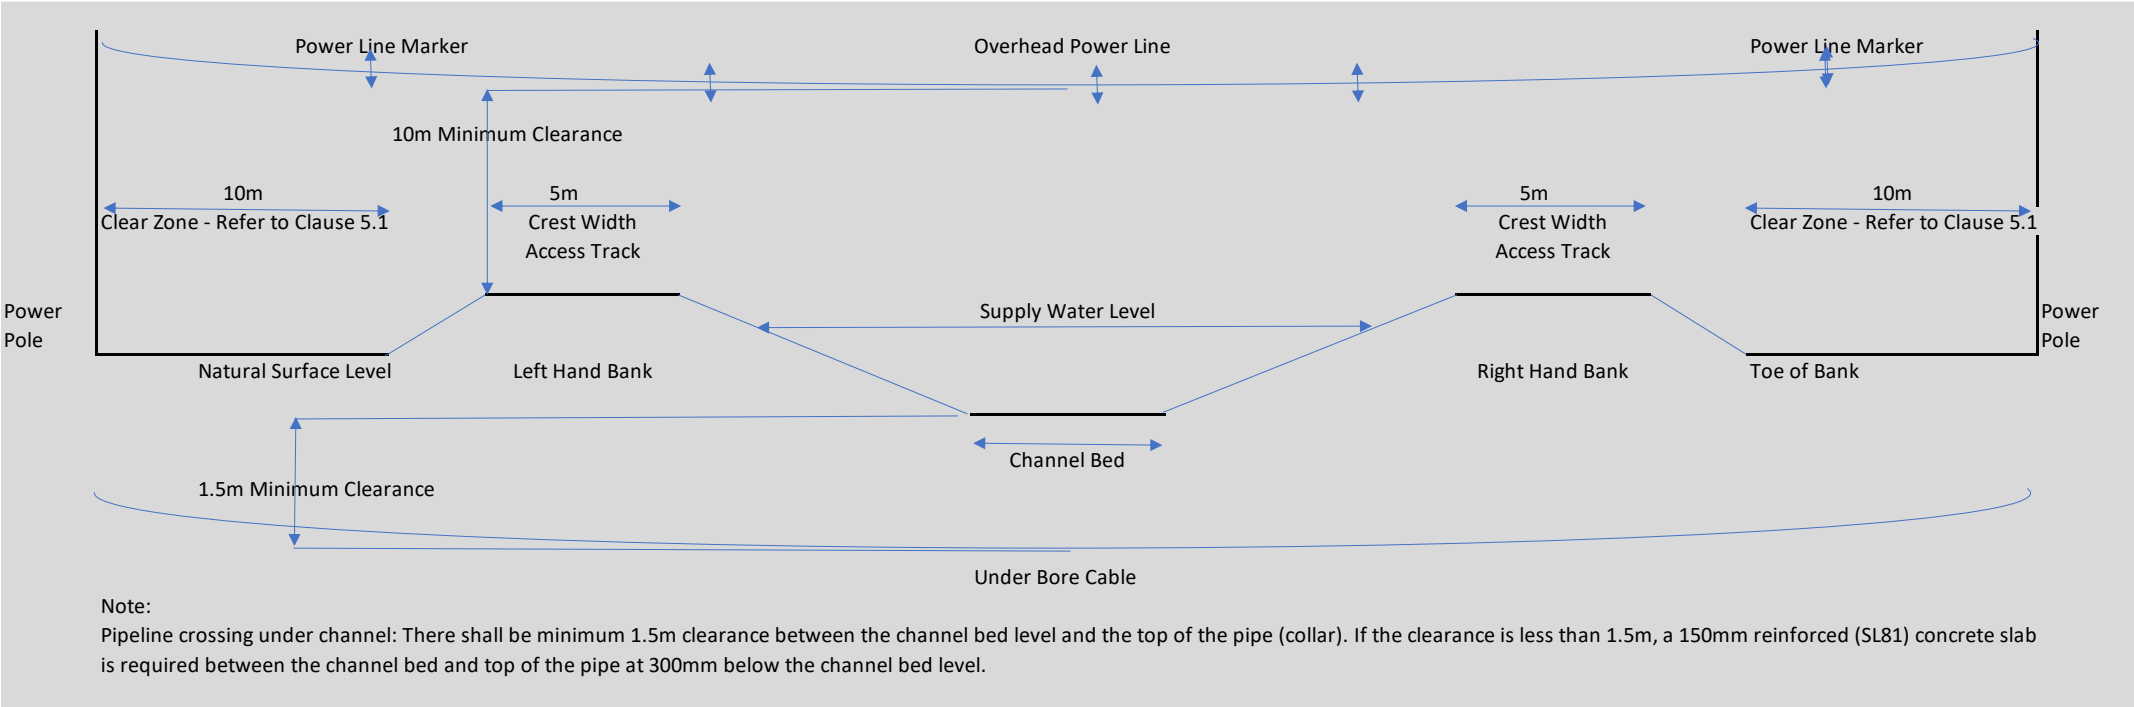 Power Line Marker
Overhead Power Line
Power Line Marker
10m Minimum Clearance
10m
5m
5m
10m
Clear Zone - Refer to Clause 5.1
Crest Width
Crest Width
Clear Zone - Refer to Clause 5.1
Access Track
Access Track
Power
Supply Water Level
Power
Pole
Pole
Natural Surface Level
Left Hand Bank
Right Hand Bank
Toe of Bank
Channel Bed
1.5m Minimum Clearance
Under Bore Cable
Note:
Pipeline crossing under channel: There shall be minimum 1.5m clearance between the channel bed level and the top of the pipe (collar). If the clearance is less than 1.5m, a 150mm reinforced (SL81) concrete slab
is required between the channel bed and top of the pipe at 300mm below the channel bed level.